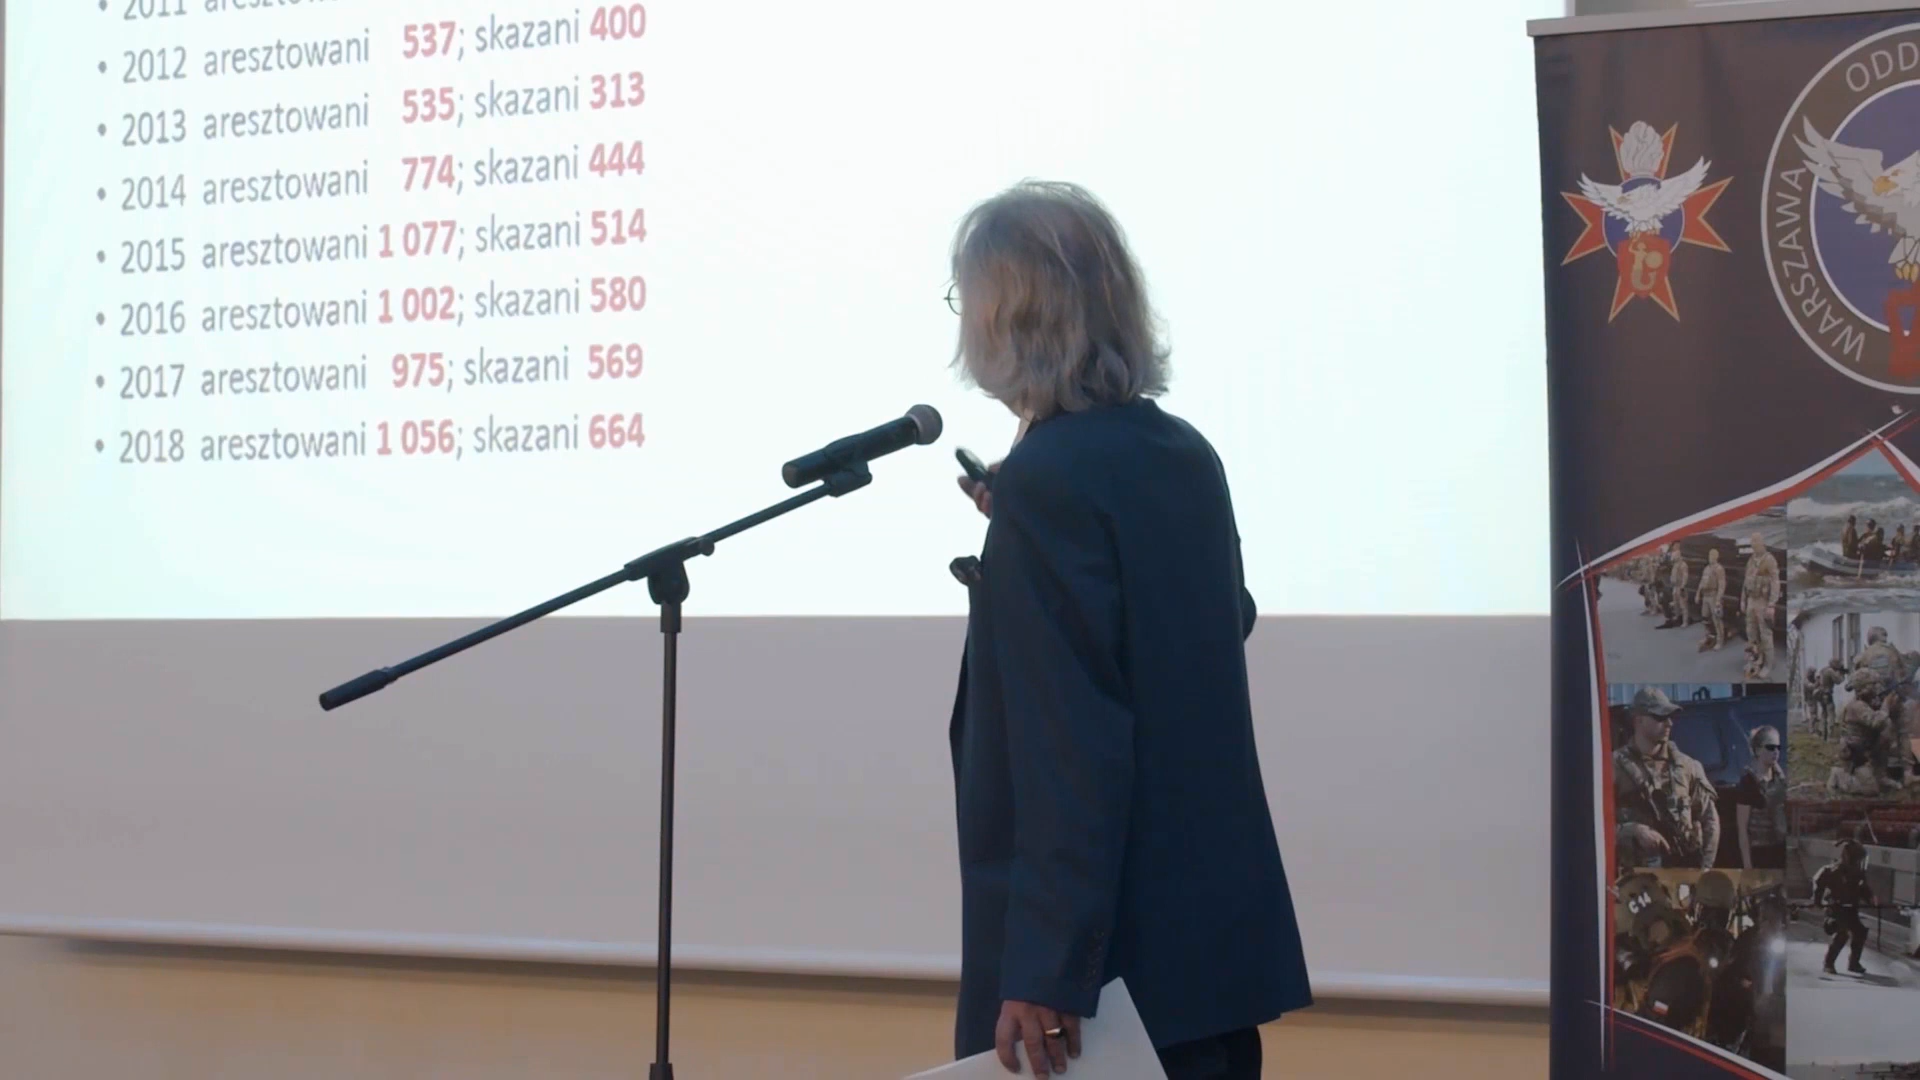 • 2011
• 2012 aresztowani 537; skazani 400
• 2013 aresztowani 535; skazani 313
• 2014 aresztowani 774; skazani 444
• 2015 aresztowani 1 077; skazani 514
• 2016 aresztowani 1 002; skazani 580
• 2017 aresztowani 975; skazani 569
• 2018 aresztowani 1 056; skazani 664
ODD
WARSZAWA